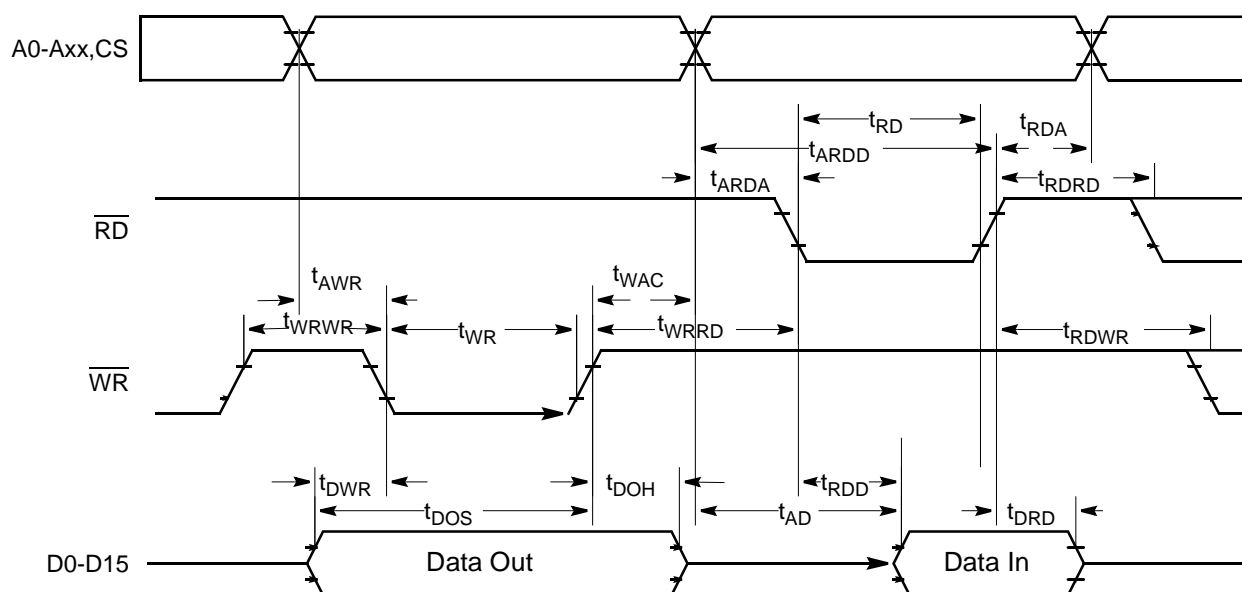 A0-Axx,CS
tRD
tRDA
tARDD
tARDA
tRDRD
RD
tAWR
tWAC
tWRWR
tWR
tWRRD
tRDWR
WR
tDWR
tDOH
tRDD
tDOS
tAD
tDRD
D0-D15
Data Out
Data In